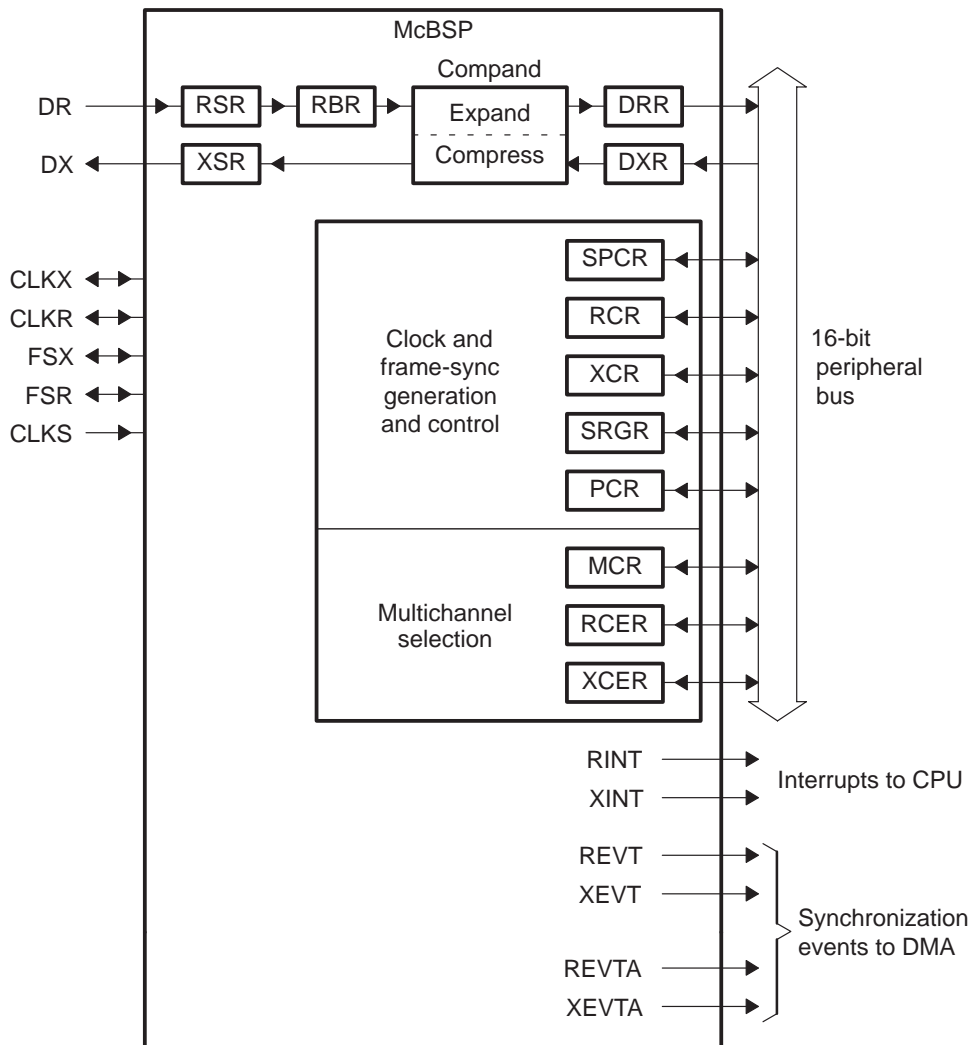 McBSP
Compand
DR
RSR
RBR
Expand
DRR
DX
XSR
Compress
DXR
CLKX
CLKR
FSX
FSR
CLKS
Clock and
frame-sync
generation
and control
SPCR
RCR
XCR
SRGR
PCR
16-bit
peripheral
bus
Multichannel
selection
MCR
RCER
XCER
RINT
XINT
Interrupts to CPU
REVT
XEVT
REVTA
XEVTA
Synchronization
events to DMA